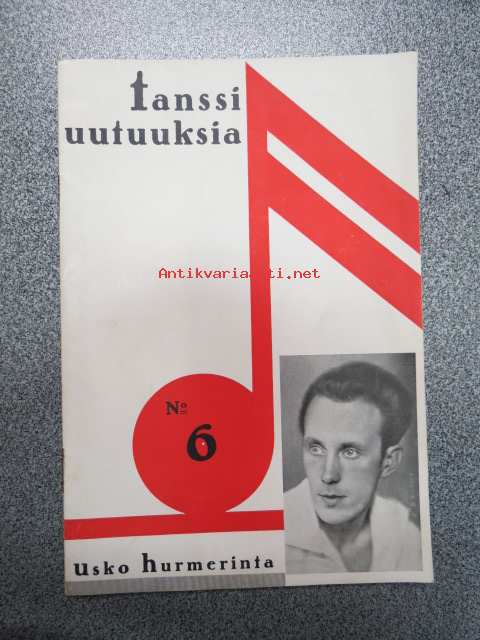 tanssi
uutuuksia
Antikvariaatti.net
Nº
6
usko hurmerinta